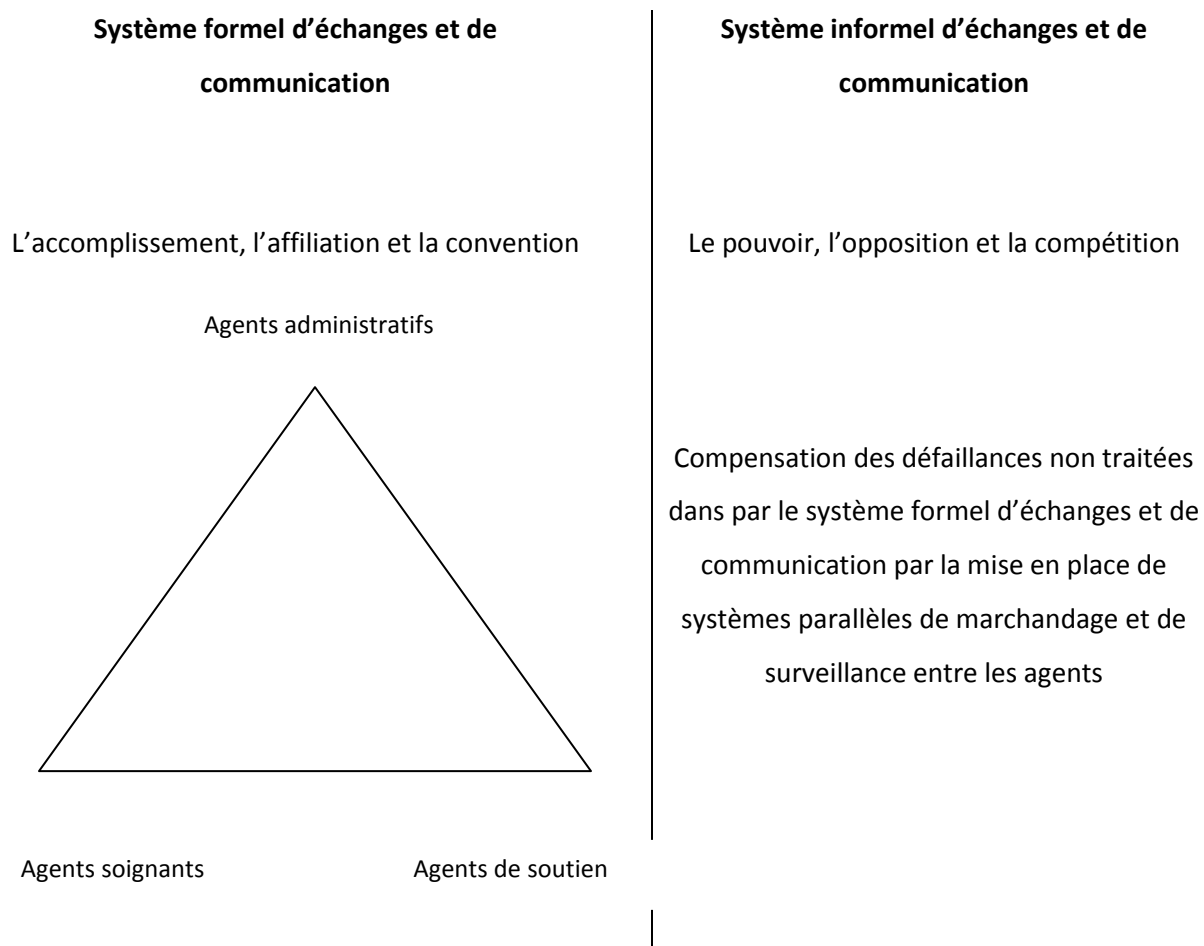 Système formel d’échanges et de
communication
L’accomplissement, l’affiliation et la convention
Agents administratifs
Agents soignants
Agents de soutien
Système informel d’échanges et de
communication
Le pouvoir, l’opposition et la compétition
Compensation des défaillances non traitées
dans par le système formel d’échanges et de
communication par la mise en place de
systèmes parallèles de marchandage et de
surveillance entre les agents